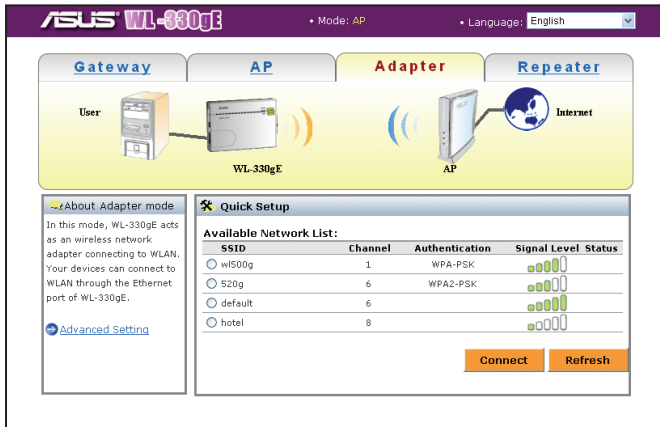 ASUS WL-330gE
• Mode: AP
• Language: English
Gateway
AP
Adapter
Repeater
User
WL-330gE
AP
Internet
About Adapter mode
In this mode, WL-330gE acts
as an wireless network
adapter connecting to WLAN.
Your devices can connect to
WLAN through the Ethernet
port of WL-330gE.
Advanced Setting
Quick Setup
Available Network List:
SSID Channel Authentication Signal Level Status
wl500g 1 WPA-PSK
520g 6 WPA2-PSK
default 6
hotel 8
Connect Refresh